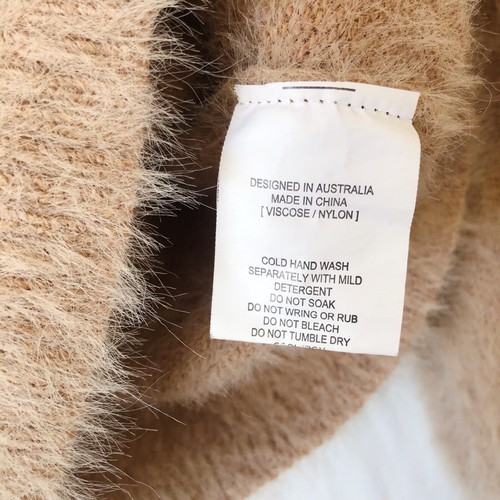 DESIGNED IN AUSTRALIA
MADE IN CHINA
[ VISCOSE / NYLON ]
COLD HAND WASH
SEPARATELY WITH MILD
DETERGENT
DO NOT SOAK
DO NOT WRING OR RUB
DO NOT BLEACH
DO NOT TUMBLE DRY